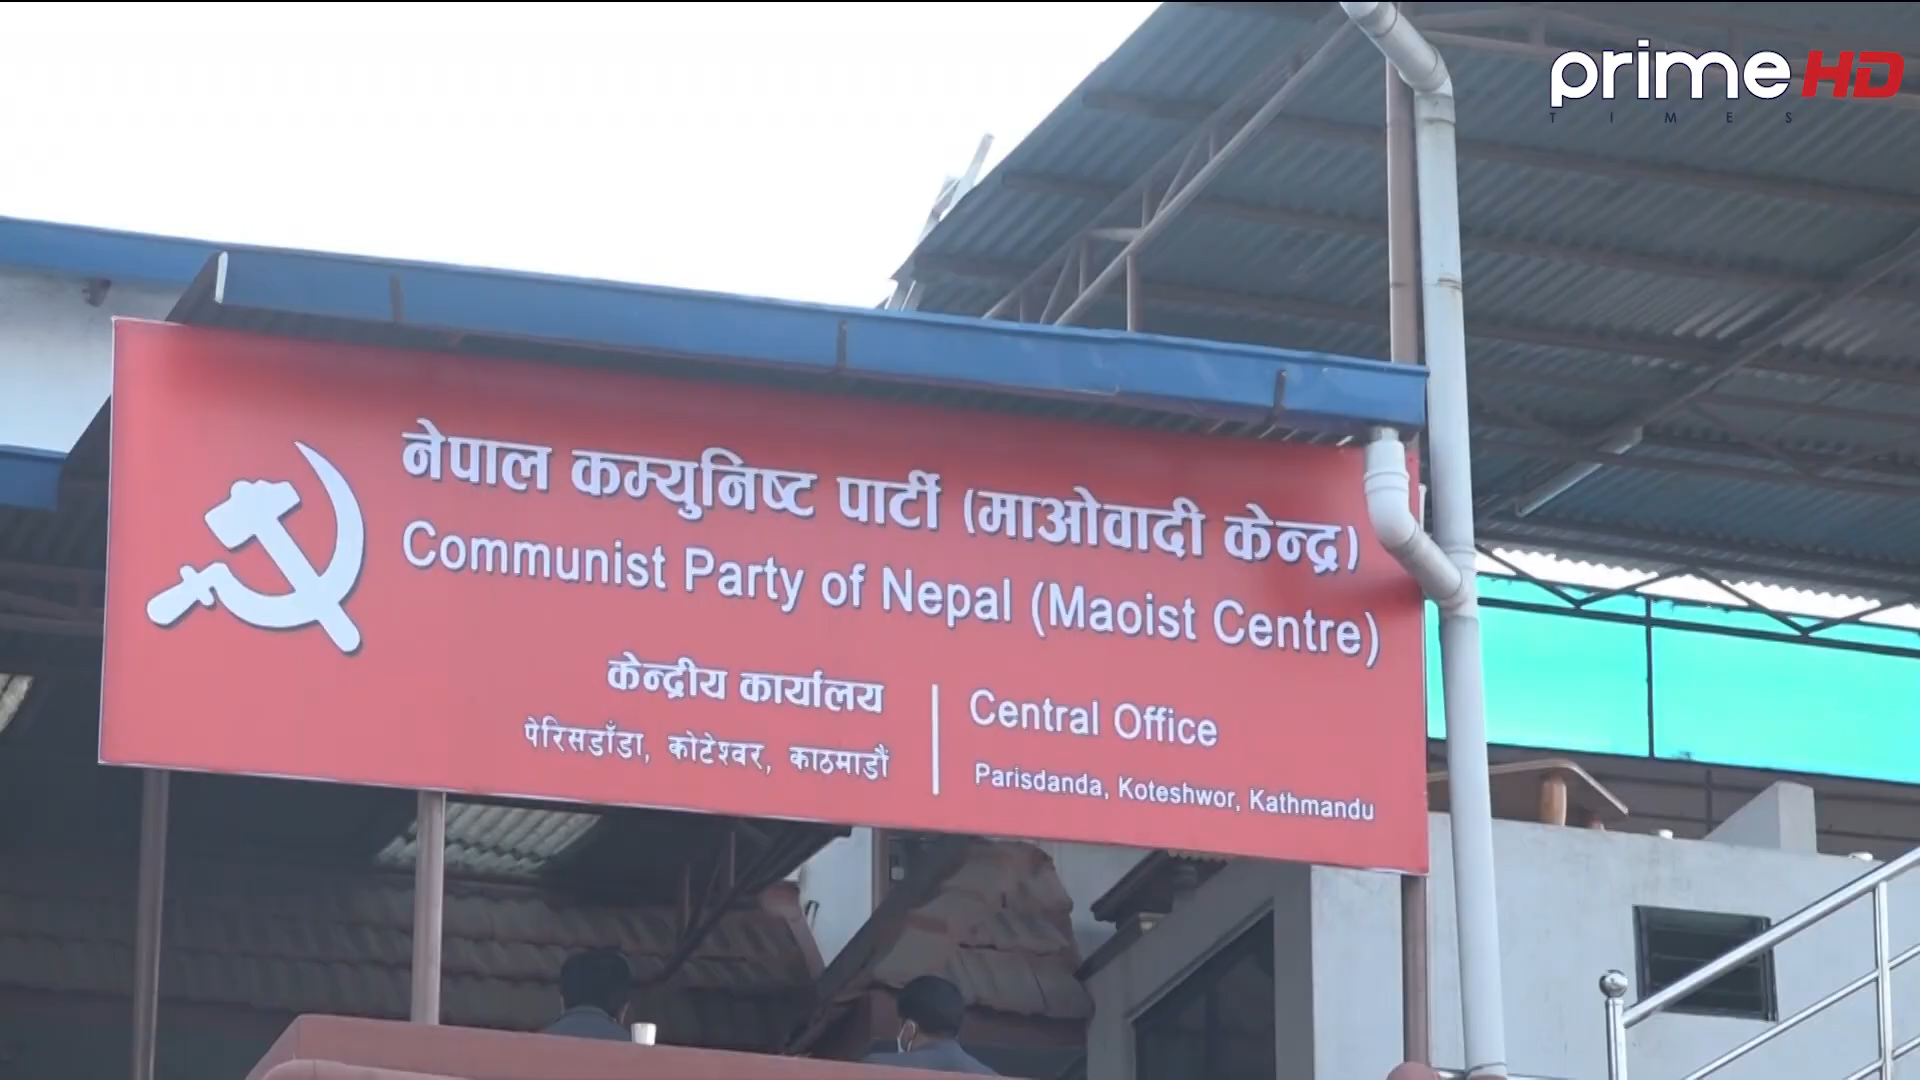 prime HD
TIMES
नेपाल कम्युनिष्ट पार्टी (माओवादी केन्द्र)
Communist Party of Nepal (Maoist Centre)
केन्द्रीय कार्यालय
पेरिसडाँडा, कोटेश्वर, काठमाडौं
Central Office
Parisdanda, Koteshwor, Kathmandu